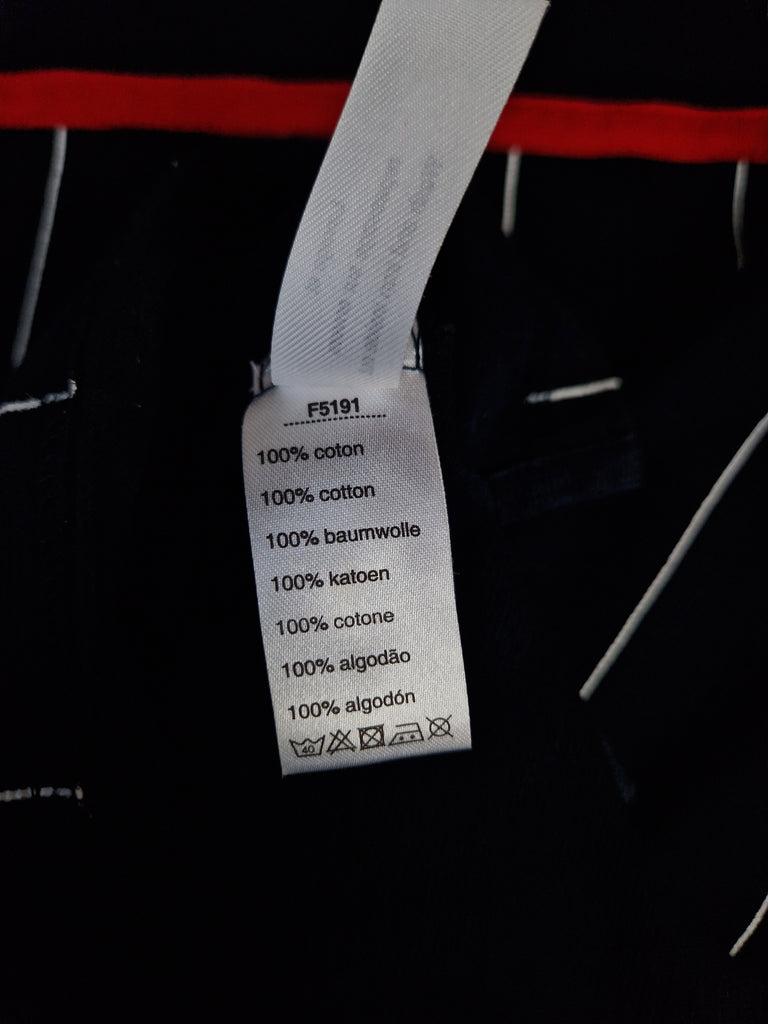 F5191
100% coton
100% cotton
100% baumwolle
100% katoen
100% cotone
100% algodão
100% algodón
40